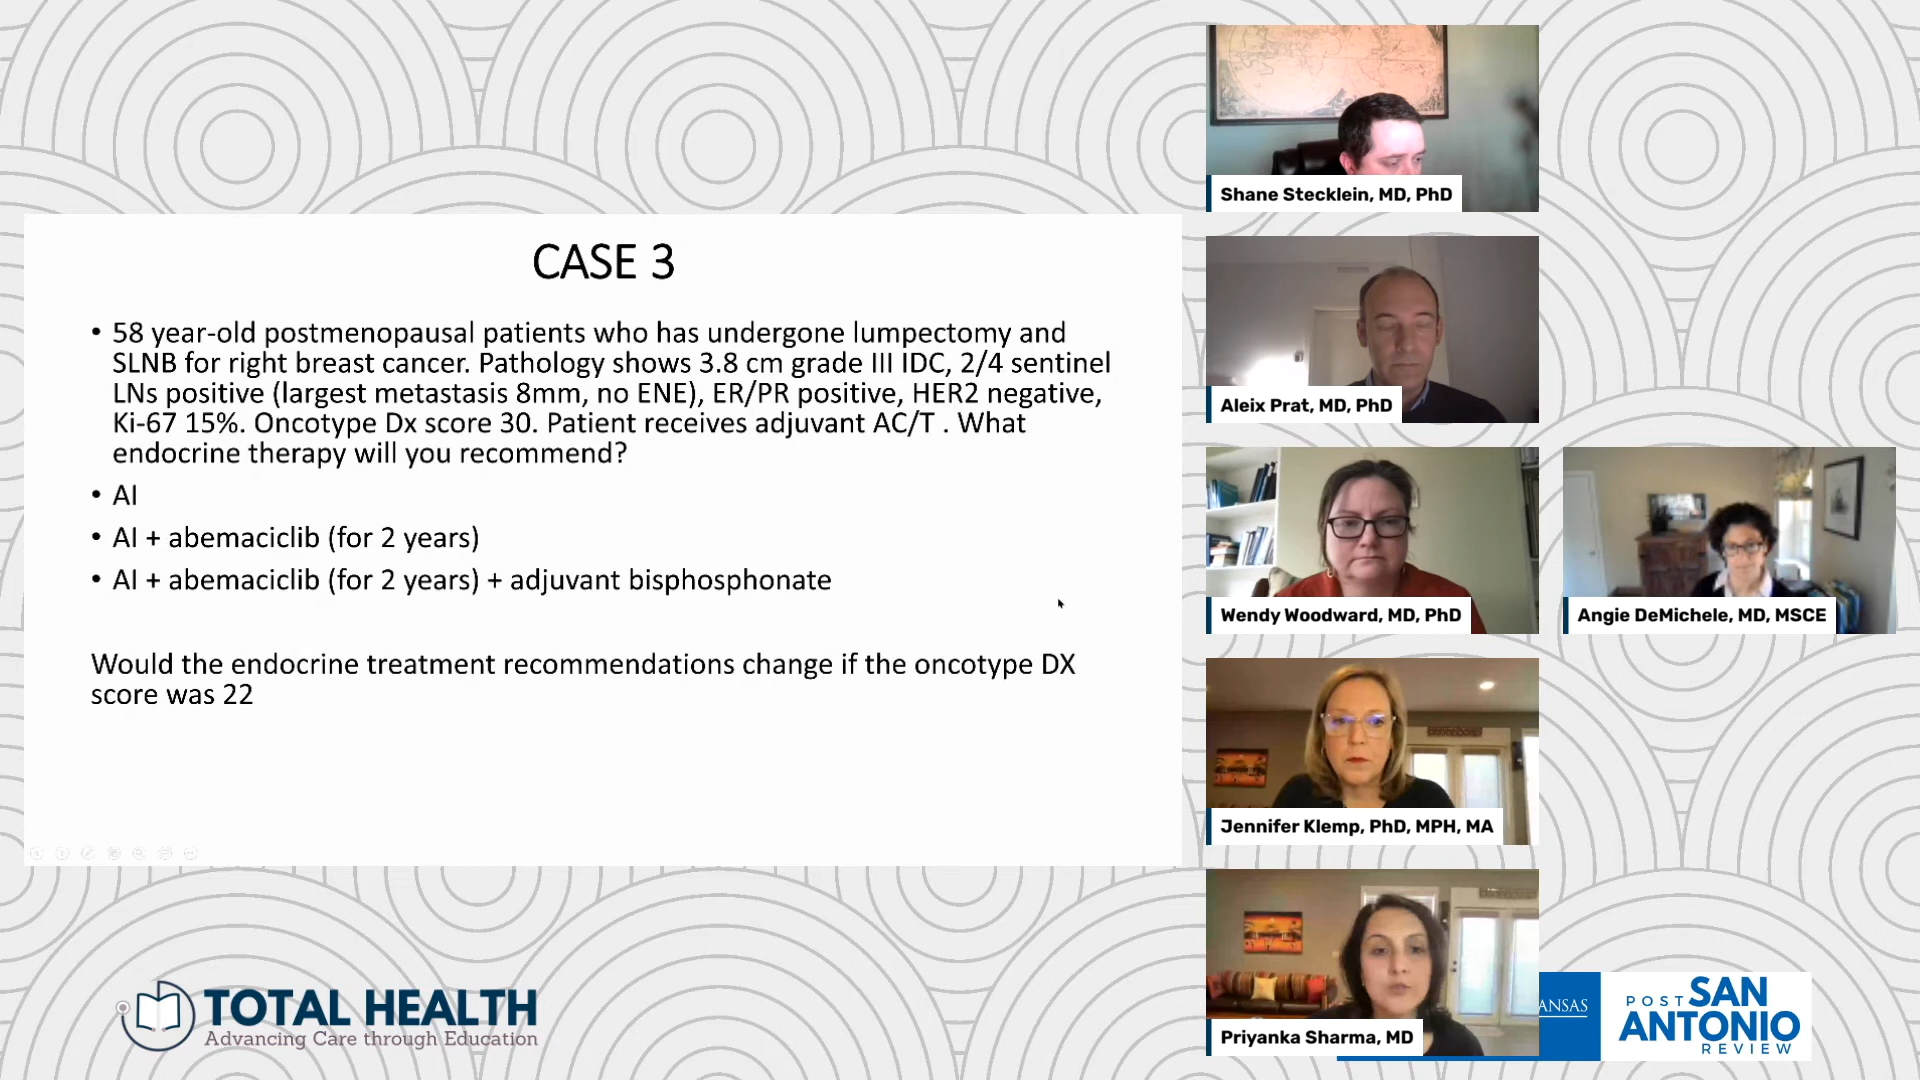 CASE 3
• 58 year-old postmenopausal patients who has undergone lumpectomy and
SLNB for right breast cancer. Pathology shows 3.8 cm grade III IDC, 2/4 sentinel
LNs positive (largest metastasis 8mm, no ENE), ER/PR positive, HER2 negative,
Ki-67 15%. Oncotype Dx score 30. Patient receives adjuvant AC/T . What
endocrine therapy will you recommend?
• AI
• AI + abemaciclib (for 2 years)
• AI + abemaciclib (for 2 years) + adjuvant bisphosphonate
Would the endocrine treatment recommendations change if the oncotype DX
score was 22
Shane Stecklein, MD, PhD
Aleix Prat, MD, PhD
Wendy Woodward, MD, PhD
Angie DeMichele, MD, MSCE
Jennifer Klemp, PhD, MPH, MA
Priyanka Sharma, MD
TOTAL HEALTH
Advancing Care through Education
ANSAS
POST SAN
ANTONIO
REVIEW